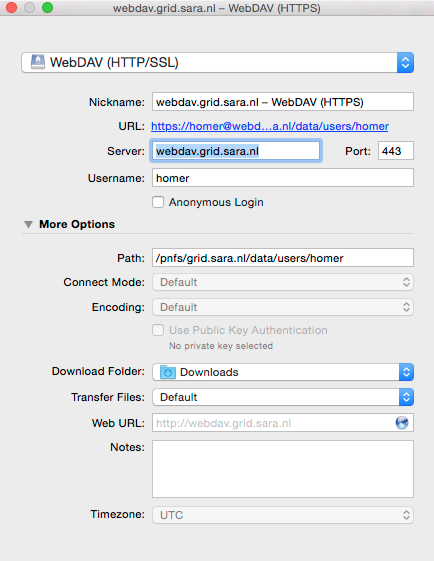 webdav.grid.sara.nl – WebDAV (HTTPS)
WebDAV (HTTP/SSL)
Nickname: webdav.grid.sara.nl – WebDAV (HTTPS)
URL: https://homer@webd...a.nl/data/users/homer
Server: webdav.grid.sara.nl Port: 443
Username: homer
Anonymous Login
More Options
Path: /pnfs/grid.sara.nl/data/users/homer
Connect Mode: Default
Encoding: Default
Use Public Key Authentication
No private key selected
Download Folder: Downloads
Transfer Files: Default
Web URL: http://webdav.grid.sara.nl
Notes:
Timezone: UTC